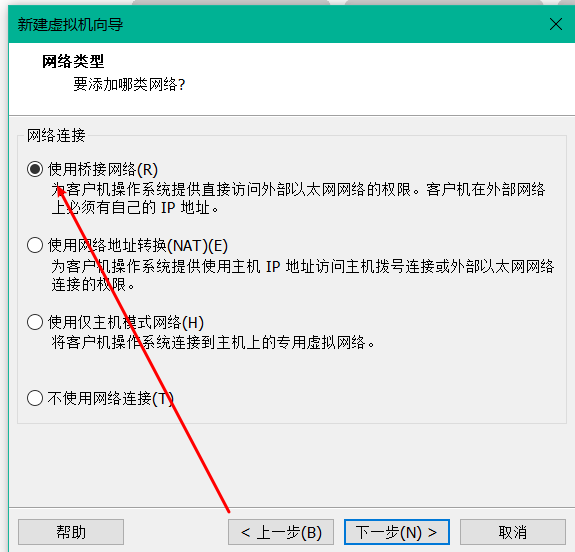 新建虚拟机向导
网络类型
要添加哪类网络?
网络连接
使用桥接网络(R)
为客户机操作系统提供直接访问外部以太网网络的权限。客户机在外部网络
上必须有自己的 IP 地址。
使用网络地址转换(NAT)(E)
为客户机操作系统提供使用主机 IP 地址访问主机拨号连接或外部以太网网络
连接的权限。
使用仅主机模式网络(H)
将客户机操作系统连接到主机上的专用虚拟网络。
不使用网络连接(T)
帮助
< 上一步(B)
下一步(N) >
取消